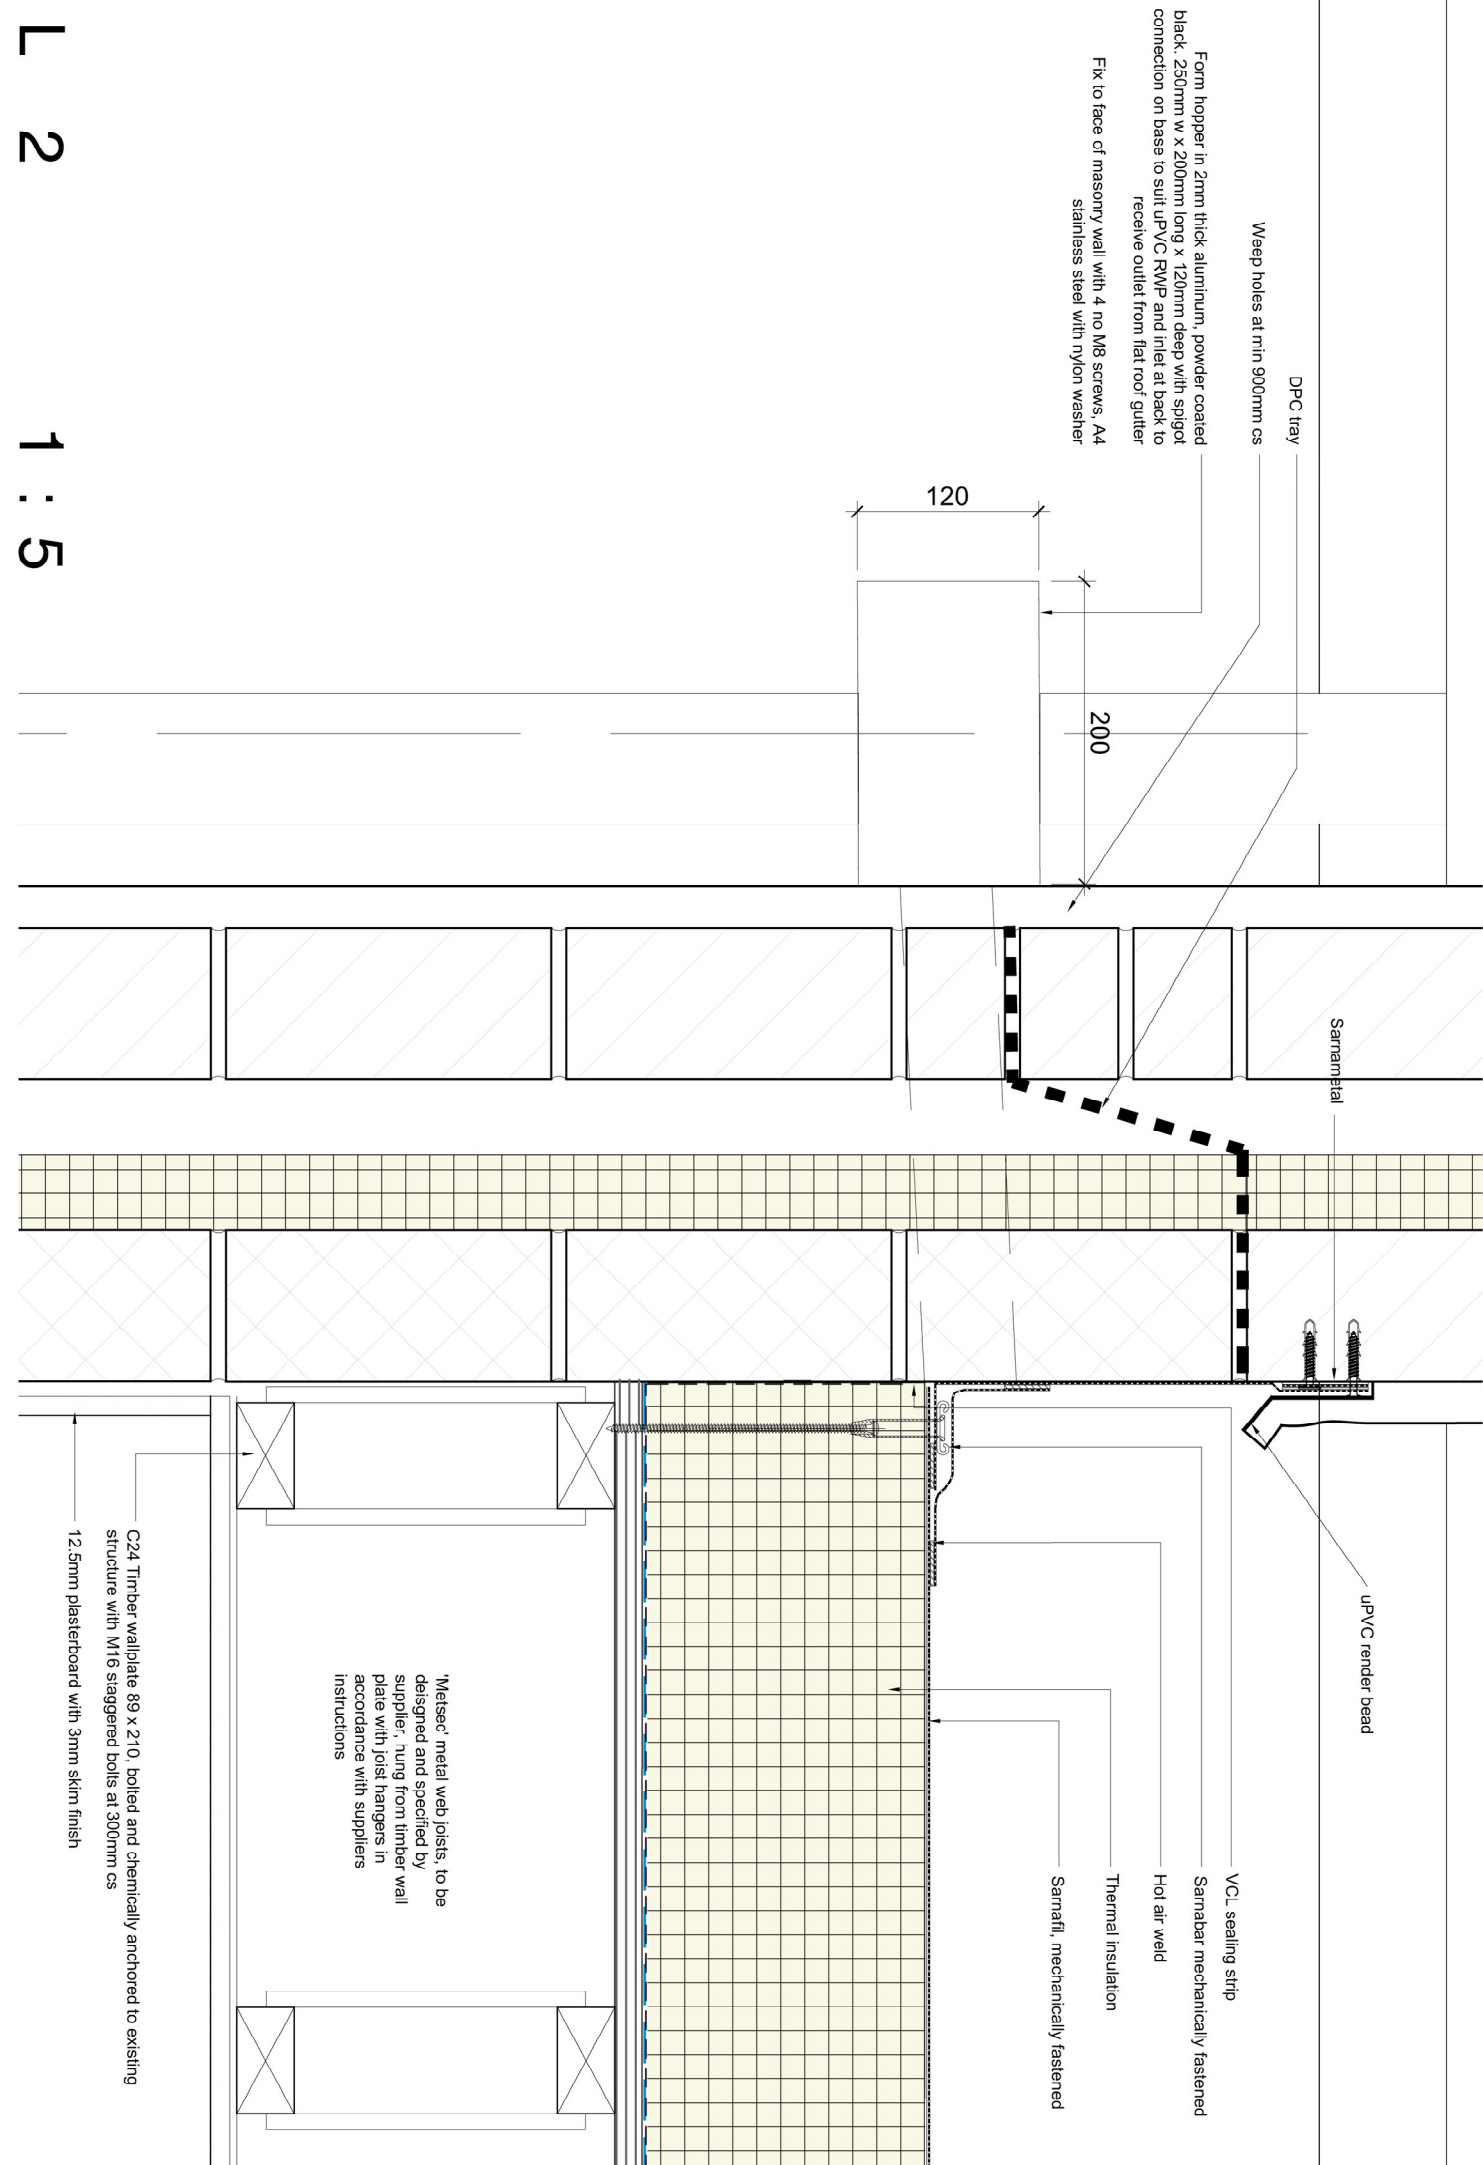 DPC tray
Weep holes at min 900mm cs
Form hopper in 2mm thick aluminum, powder coated
black. 250mm w x 200mm long x 120mm deep with spigot
connection on base to suit uPVC RWP and inlet at back to
receive outlet from flat roof gutter
Fix to face of masonry wall with 4 no M8 screws, A4
stainless steel with nylon washer
120
200
Sarnametal
uPVC render bead
VCL sealing strip
Sarnabar mechanically fastened
Hot air weld
Thermal insulation
Sarnafil, mechanically fastened
'Metsec' metal web joists, to be
deisgned and specified by
supplier, hung from timber wall
plate with joist hangers in
accordance with suppliers
instructions
C24 Timber wallplate 89 x 210, bolted and chemically anchored to existing
structure with M16 staggered bolts at 300mm cs
12.5mm plasterboard with 3mm skim finish
L 2 1:5